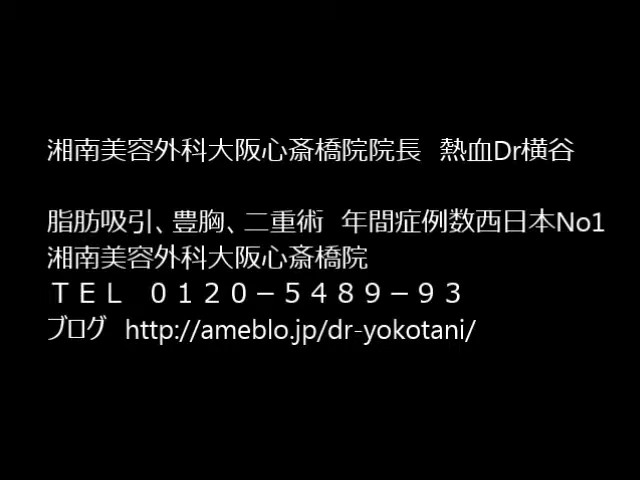 湘南美容外科大阪心斎橋院院長　熱血Dr横谷
脂肪吸引、豊胸、二重術　年間症例数西日本No1
湘南美容外科大阪心斎橋院
ＴＥＬ　０１２０－５４８９－９３
ブログ　http://ameblo.jp/dr-yokotani/